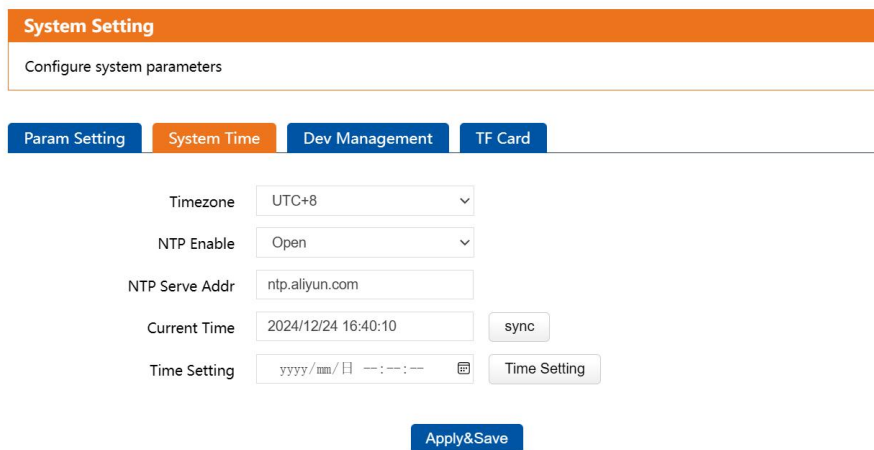 System Setting
Configure system parameters
Param Setting System Time Dev Management TF Card
Timezone UTC+8
NTP Enable Open
NTP Serve Addr ntp.aliyun.com
Current Time 2024/12/24 16:40:10 sync
Time Setting yyyy/mm/日 --:--:-- Time Setting
Apply&Save